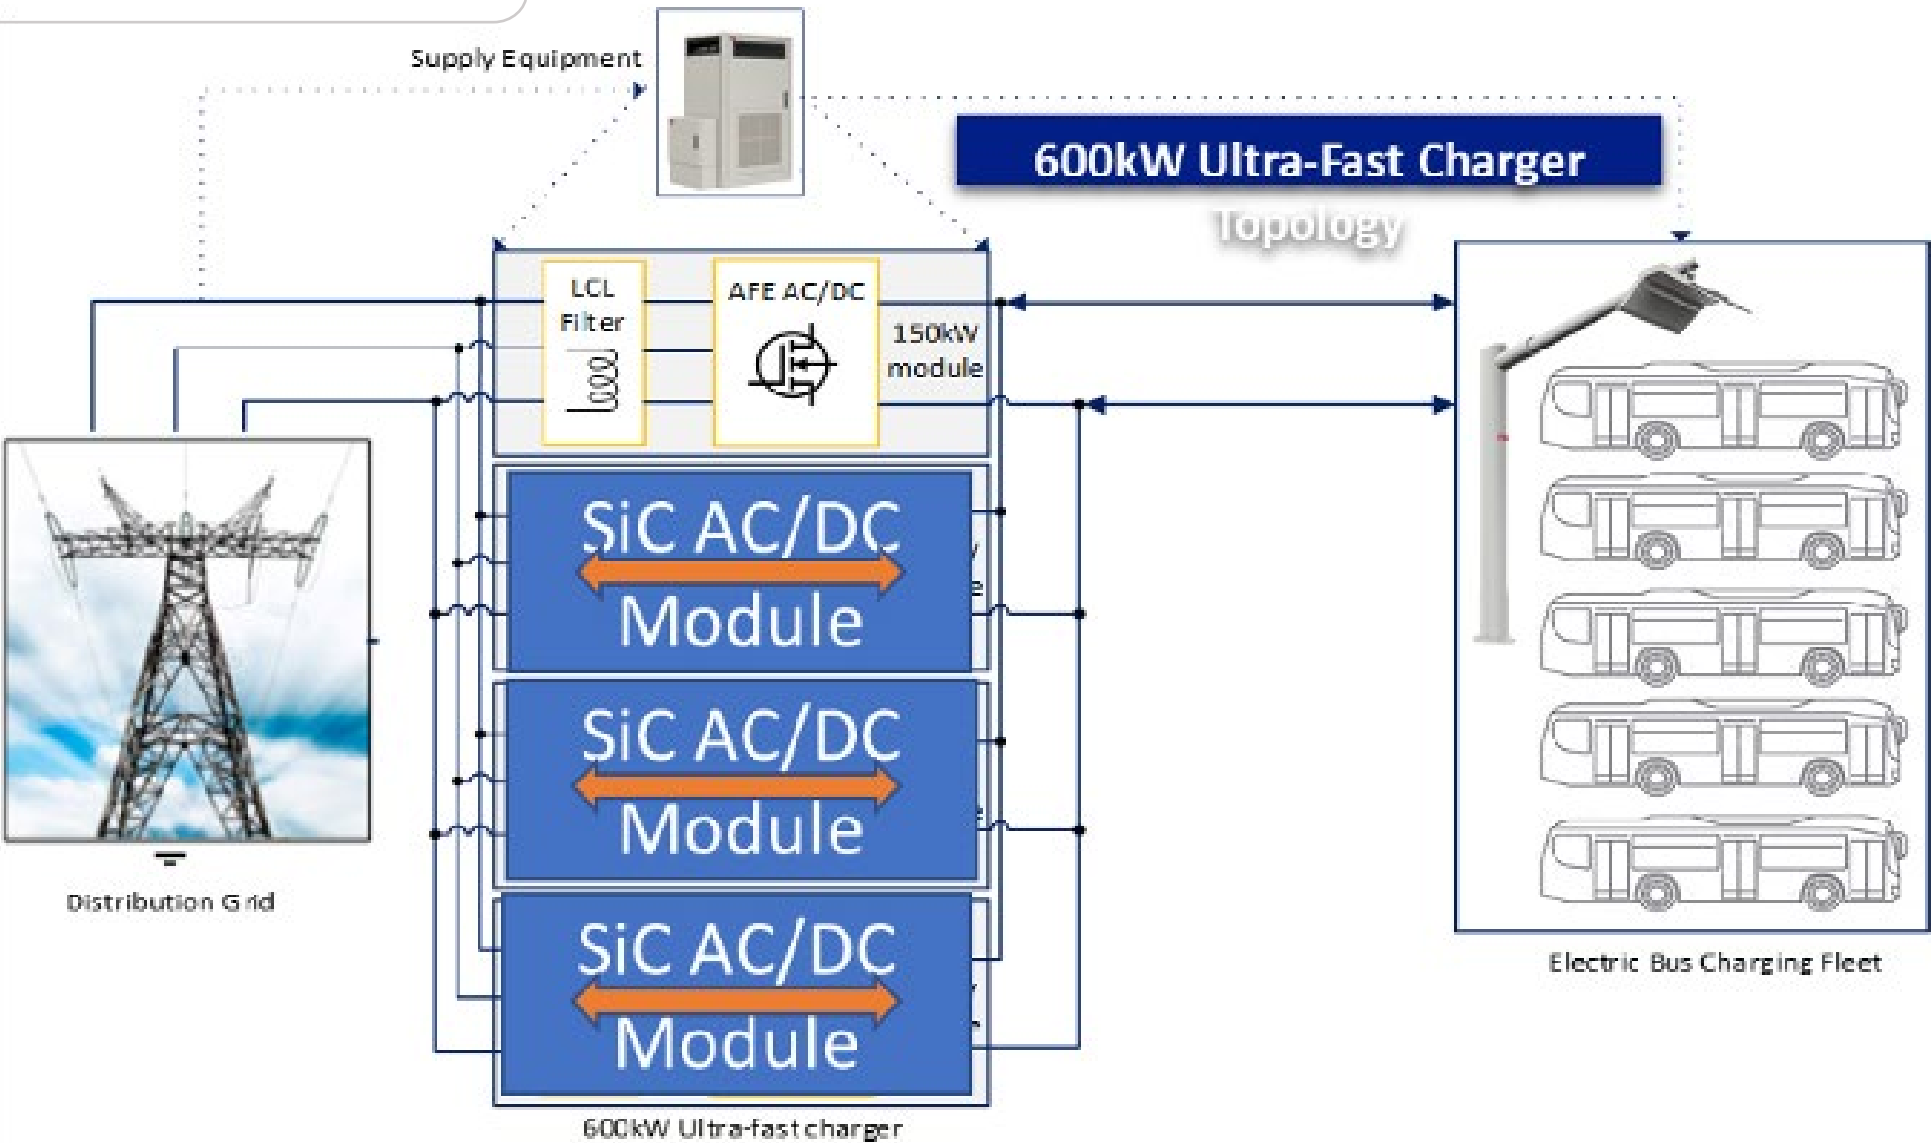 Supply Equipment
600kW Ultra-Fast Charger
Topology
LCL
Filter
AFE AC/DC
150kW
module
SiC AC/DC
Module
SiC AC/DC
Module
SiC AC/DC
Module
Distribution Grid
Electric Bus Charging Fleet
600kW Ultra-fast charger